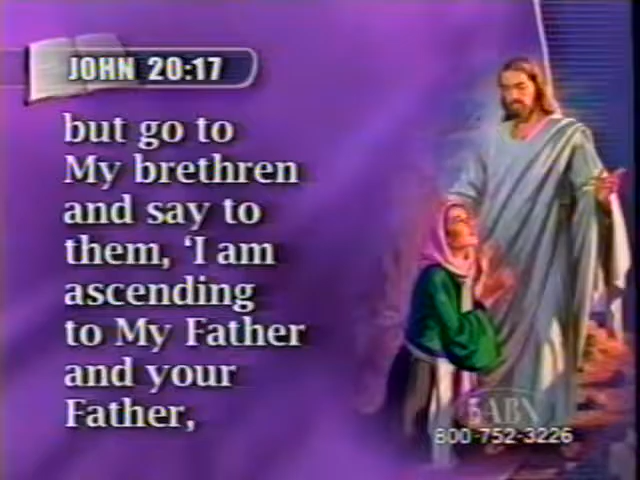 JOHN 20:17
but go to
My brethren
and say to
them, ‘I am
ascending
to My Father
and your
Father,
3ABN
800-752-3226